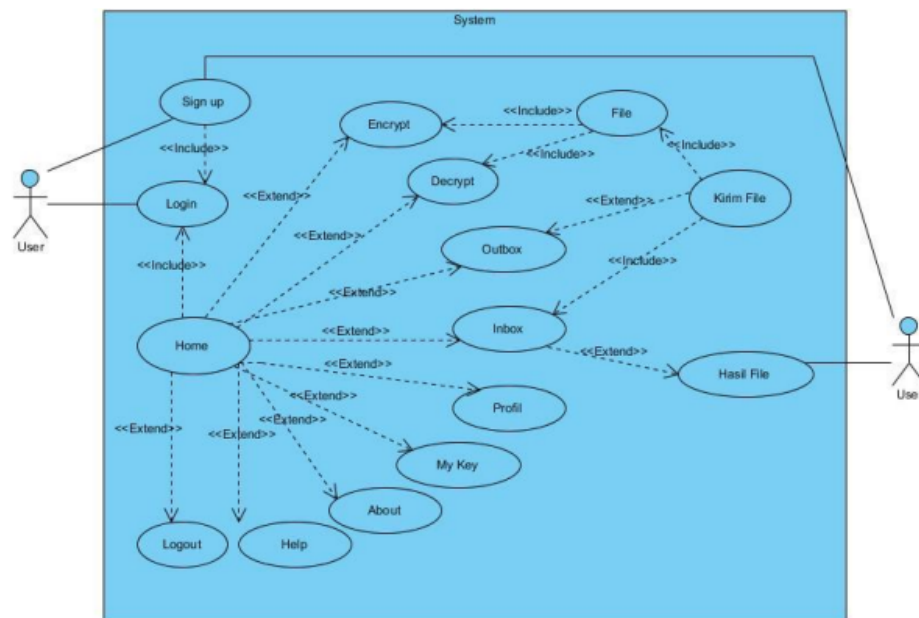 System
Sign up
<<Include>>
File
Encrypt
<<Include>>
<<Include>>
<<Include>>
Decrypt
Kirim File
<<Extend>>
Login
<<Extend>>
User
<<Extend>>
Outbox
<<Include>>
<<Include>>
<<Extend>>
Inbox
<<Extend>>
Home
<<Extend>>
<<Extend>>
Hasil File
User
Profil
<<Extend>>
<<Extend>>
<<Extend>>
<<Extend>>
My Key
About
Logout
Help